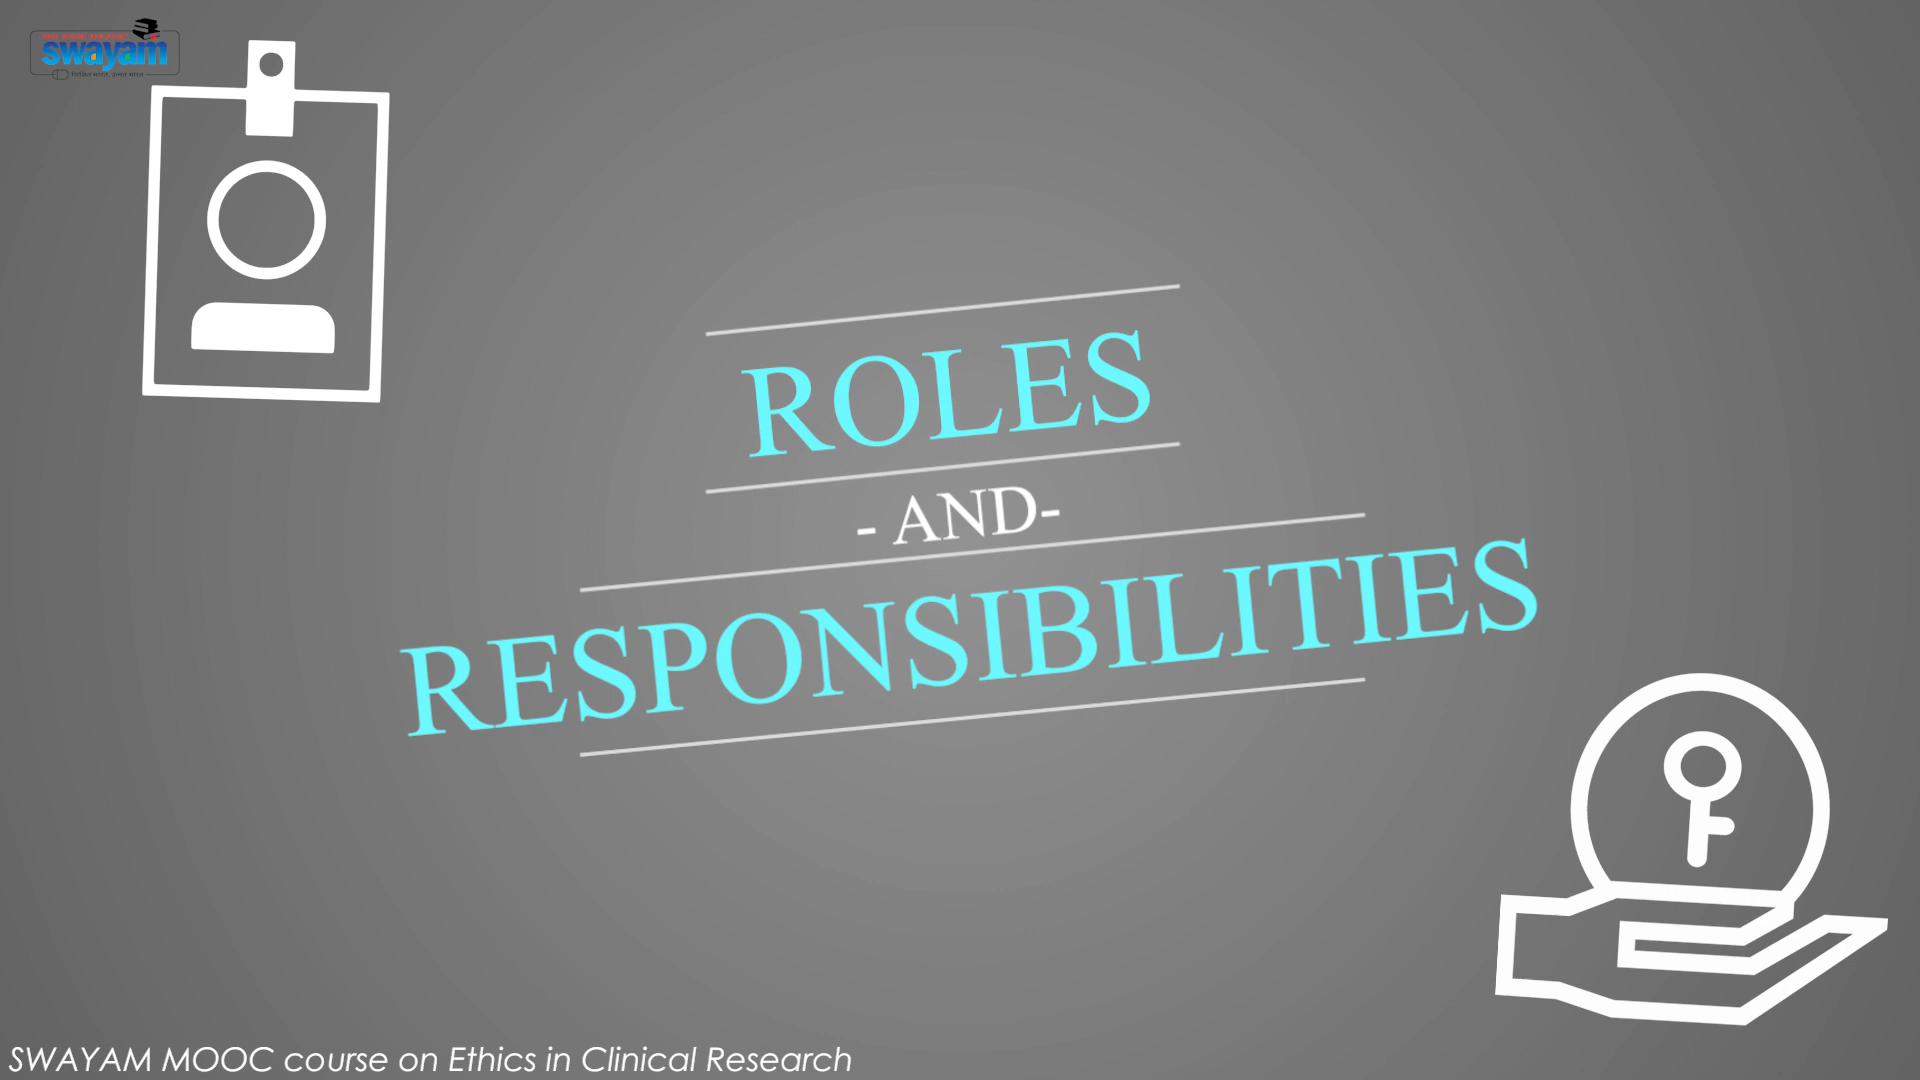 swayam
ROLES
- AND-
RESPONSIBILITIES
SWAYAM MOOC course on Ethics in Clinical Research